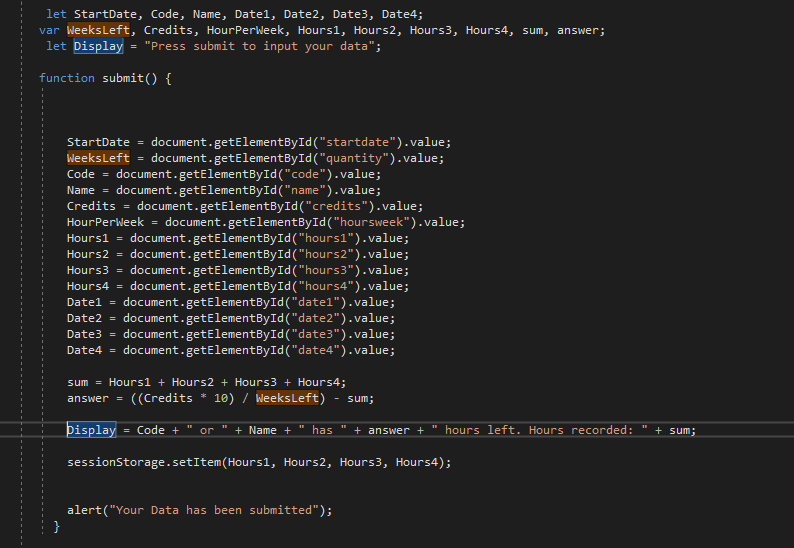 let StartDate, Code, Name, Date1, Date2, Date3, Date4;
var WeeksLeft, Credits, HourPerWeek, Hours1, Hours2, Hours3, Hours4, sum, answer;
let Display = "Press submit to input your data";
function submit() {
StartDate = document.getElementById("startdate").value;
WeeksLeft = document.getElementById("quantity").value;
Code = document.getElementById("code").value;
Name = document.getElementById("name").value;
Credits = document.getElementById("credits").value;
HourPerWeek = document.getElementById("hoursweek").value;
Hours1 = document.getElementById("hours1").value;
Hours2 = document.getElementById("hours2").value;
Hours3 = document.getElementById("hours3").value;
Hours4 = document.getElementById("hours4").value;
Date1 = document.getElementById("date1").value;
Date2 = document.getElementById("date2").value;
Date3 = document.getElementById("date3").value;
Date4 = document.getElementById("date4").value;
sum = Hours1 + Hours2 + Hours3 + Hours4;
answer = ((Credits * 10) / WeeksLeft) - sum;
Display = Code + " or " + Name + " has " + answer + " hours left. Hours recorded: " + sum;
sessionStorage.setItem(Hours1, Hours2, Hours3, Hours4);
alert("Your Data has been submitted");
}